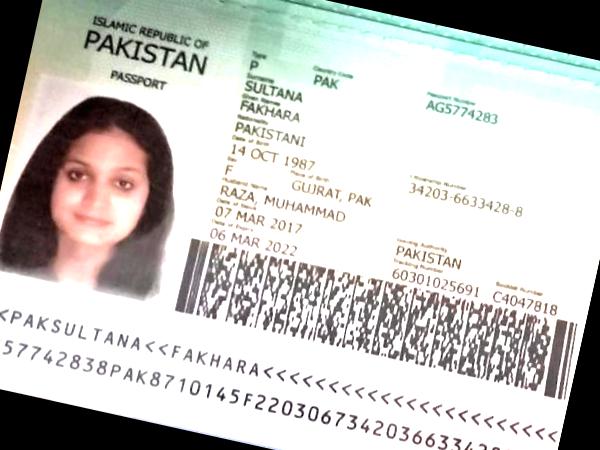 ISLAMIC REPUBLIC OF
PAKISTAN
PASSPORT
Type
P
Country Code
PAK
Passport Number
AG5774283
Surname
SULTANA
Given Names
FAKHARA
Nationality
PAKISTANI
Date of Birth
14 OCT 1987
Sex
F
Place of Birth
GUJRAT, PAK
Citizenship Number
34203-6633428-8
Husband Name
RAZA, MUHAMMAD
Date of Issue
07 MAR 2017
Date of Expiry
06 MAR 2022
Issuing Authority
PAKISTAN
Tracking Number
60301025691
Booklet Number
C4047818
<PAKSULTANA<<FAKHARA<<<<<<<<<<<<<<<<<<<<<<<<
57742838PAK8710145F2203067342036633428